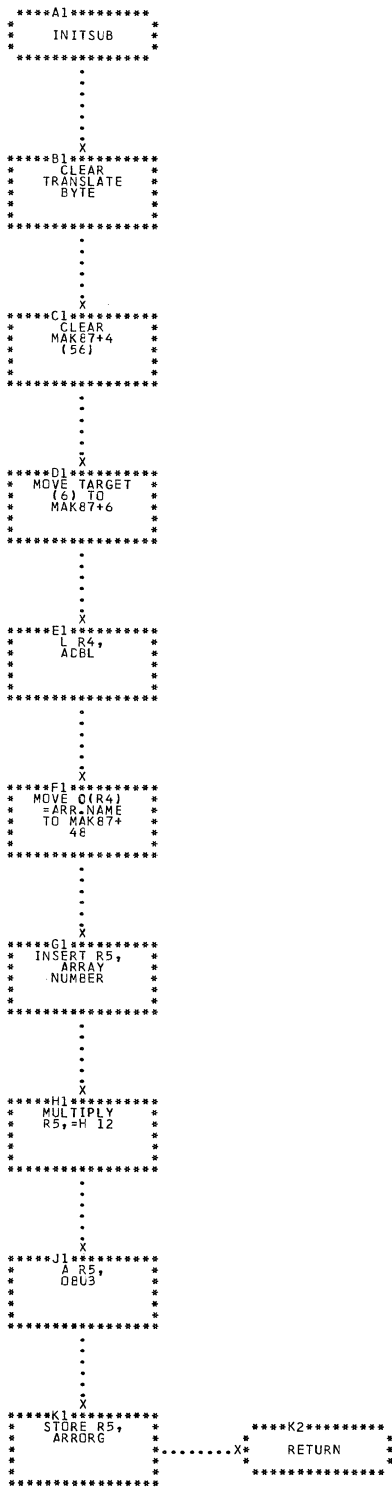 A1
INITSUB
B1
CLEAR
TRANSLATE
BYTE
C1
CLEAR
MAK87+4
(56)
D1
MOVE TARGET
(6) TO
MAK87+6
E1
L R4,
ADBL
F1
MOVE 0(R4)
=ARR.NAME
TO MAK87+
48
G1
INSERT R5,
ARRAY
NUMBER
H1
MULTIPLY
R5,=H 12
J1
A R5,
OBU3
K1
STORE R5,
ARRORG
K2
RETURN